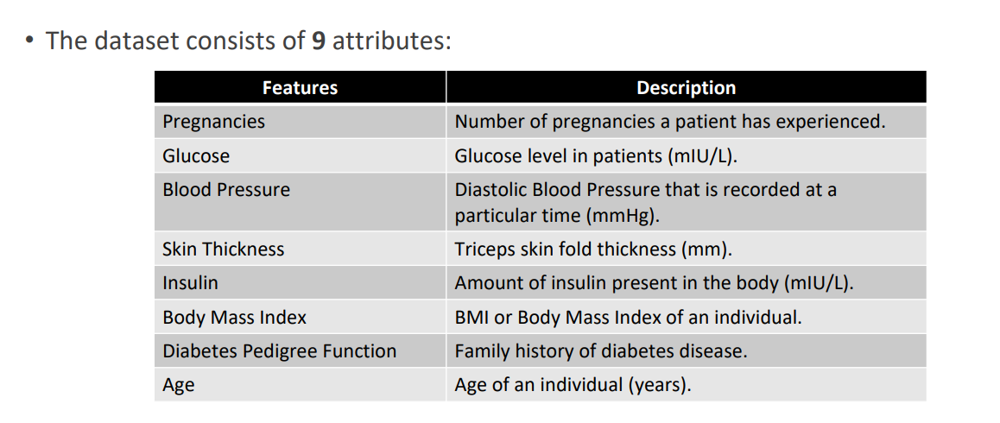 • The dataset consists of 9 attributes:
Features Description
Pregnancies Number of pregnancies a patient has experienced.
Glucose Glucose level in patients (mIU/L).
Blood Pressure Diastolic Blood Pressure that is recorded at a
particular time (mmHg).
Skin Thickness Triceps skin fold thickness (mm).
Insulin Amount of insulin present in the body (mIU/L).
Body Mass Index BMI or Body Mass Index of an individual.
Diabetes Pedigree Function Family history of diabetes disease.
Age Age of an individual (years).